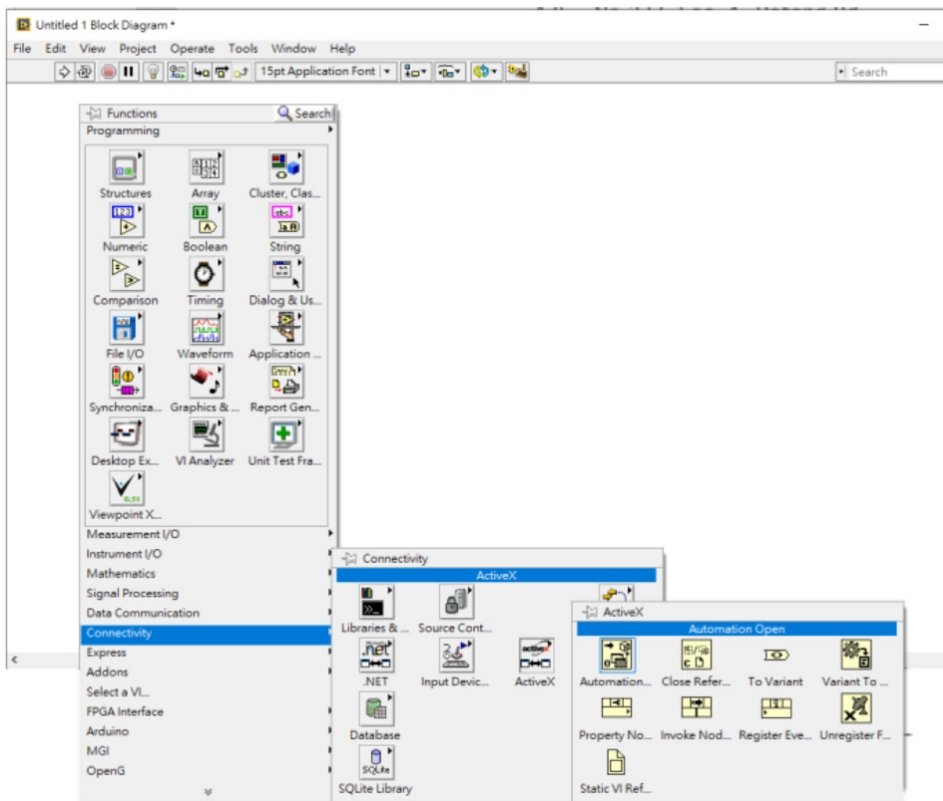 Untitled 1 Block Diagram *
File Edit View Project Operate Tools Window Help
15pt Application Font
Search
Functions
Search
Programming
Structures Array Cluster, Clas...
Numeric Boolean String
Comparison Timing Dialog & Us...
File I/O Waveform Application ...
Synchroniza... Graphics & ... Report Gen...
Desktop Ex... VI Analyzer Unit Test Fra...
Viewpoint X...
Measurement I/O
Instrument I/O
Mathematics
Signal Processing
Data Communication
Connectivity
Express
Addons
Select a VI...
FPGA Interface
Arduino
MGI
OpenG
Connectivity
ActiveX
Libraries & ... Source Cont...
.NET Input Devic... ActiveX
Database
SQLite Library
ActiveX
Automation Open
Automation... Close Refer... To Variant Variant To ...
Property No... Invoke Nod... Register Eve... Unregister F...
Static VI Ref...